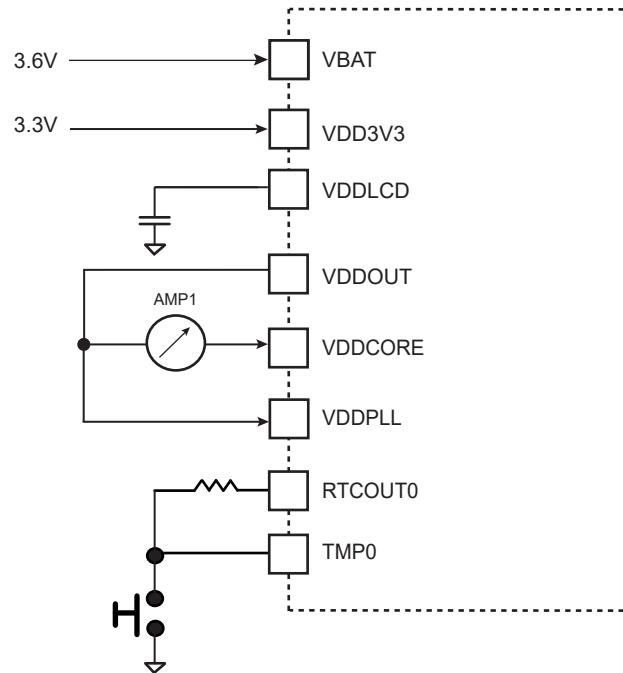 3.6V VBAT
3.3V VDD3V3
VDDLCD
VDDOUT
AMP1
VDDCORE
VDDPLL
RTCOUT0
TMP0